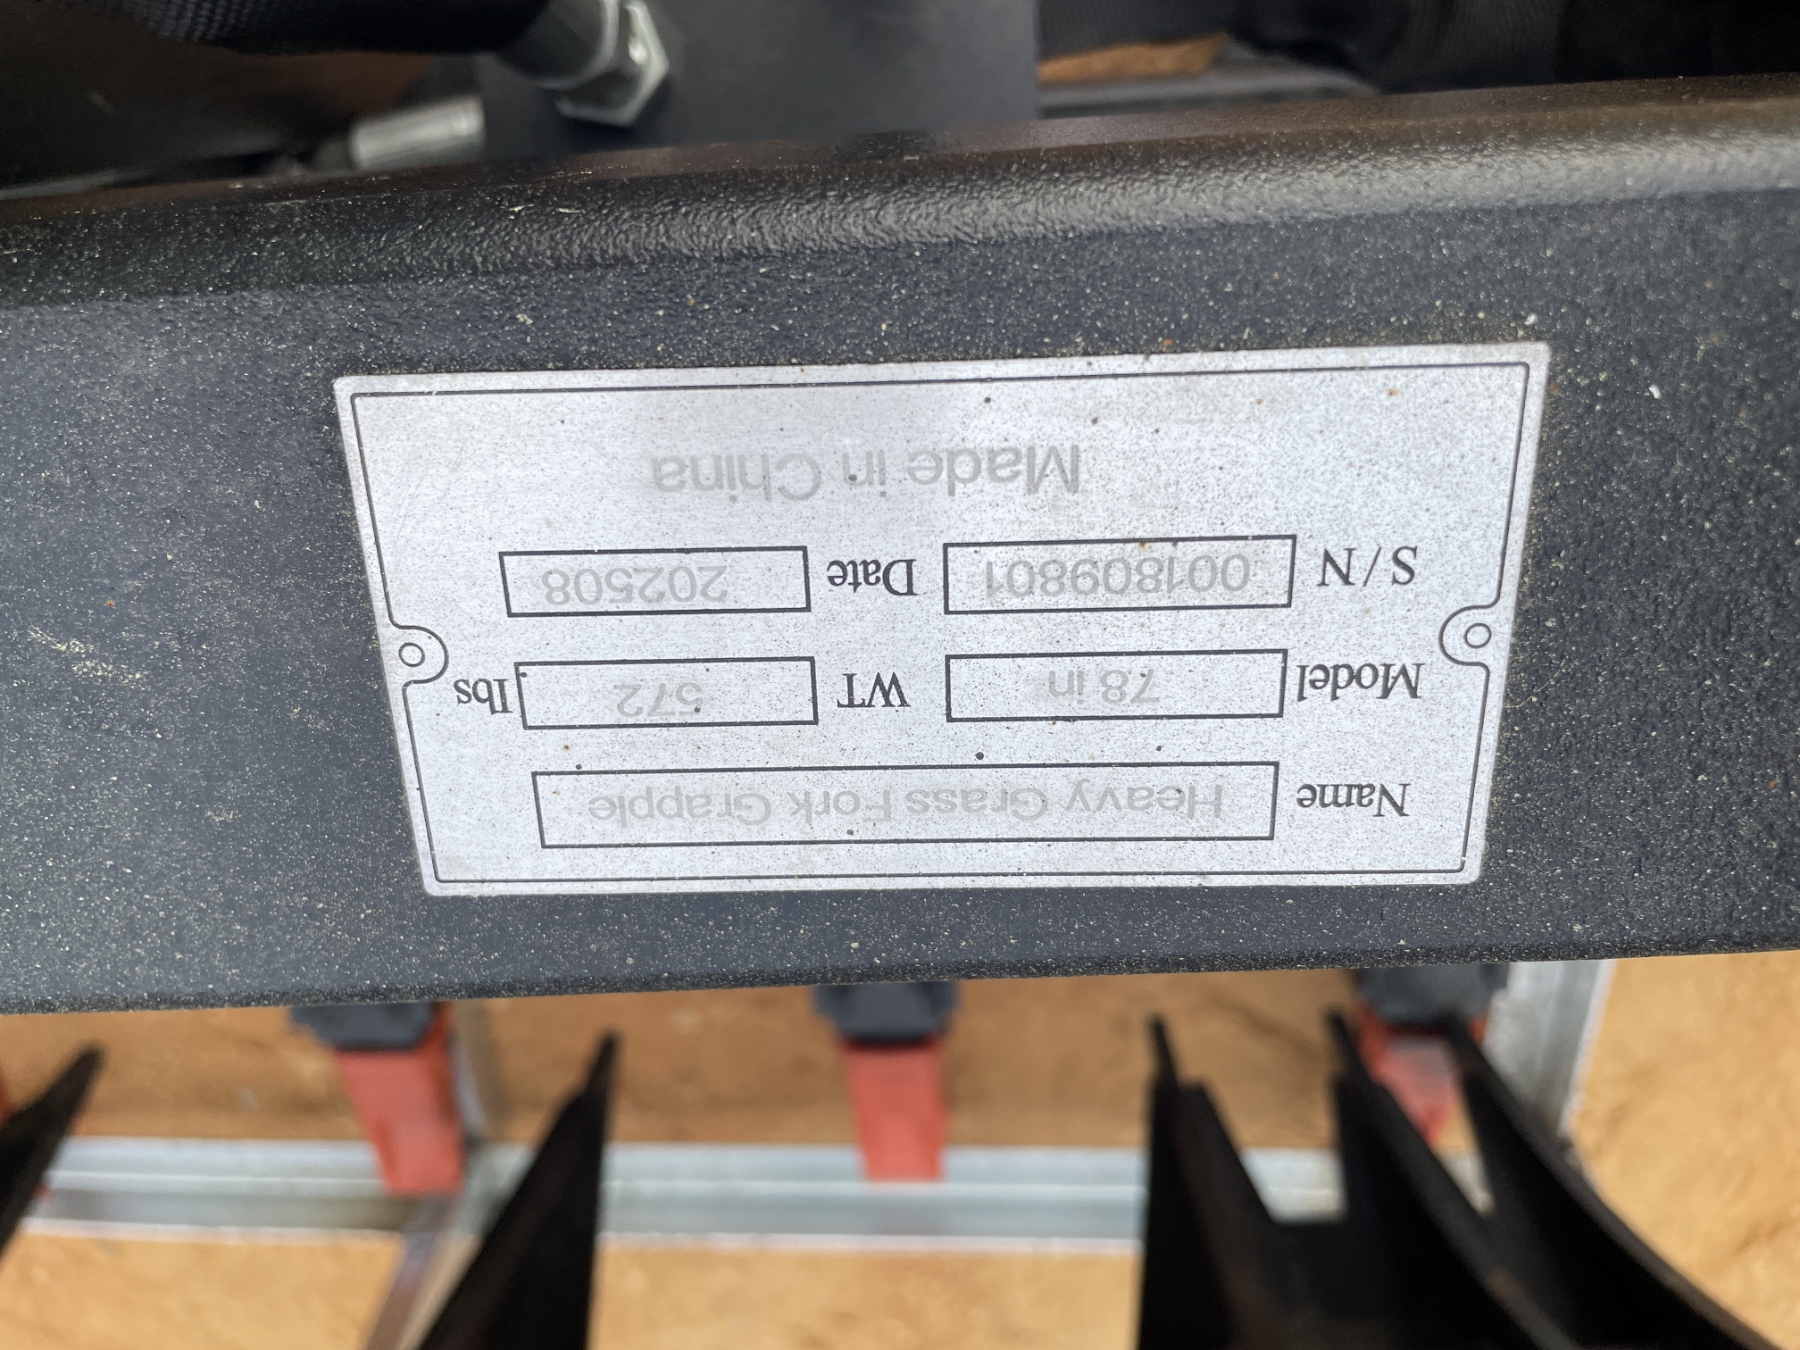 Name Heavy Grass Fork Grapple
Model 78 in WT 572 lbs
S/N 001809801 Date 202508
Made in China